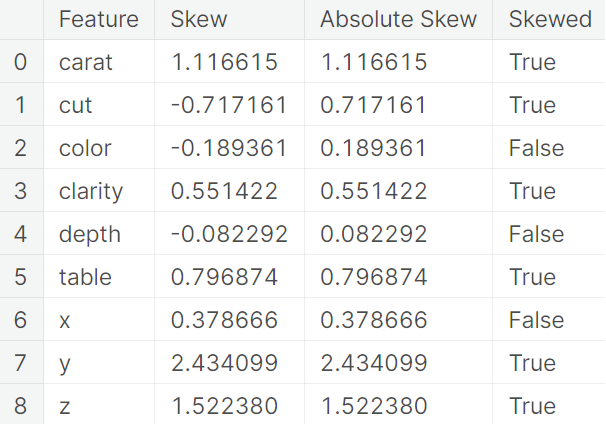 Feature Skew Absolute Skew Skewed
0 carat 1.116615 1.116615 True
1 cut -0.717161 0.717161 True
2 color -0.189361 0.189361 False
3 clarity 0.551422 0.551422 True
4 depth -0.082292 0.082292 False
5 table 0.796874 0.796874 True
6 x 0.378666 0.378666 False
7 y 2.434099 2.434099 True
8 z 1.522380 1.522380 True